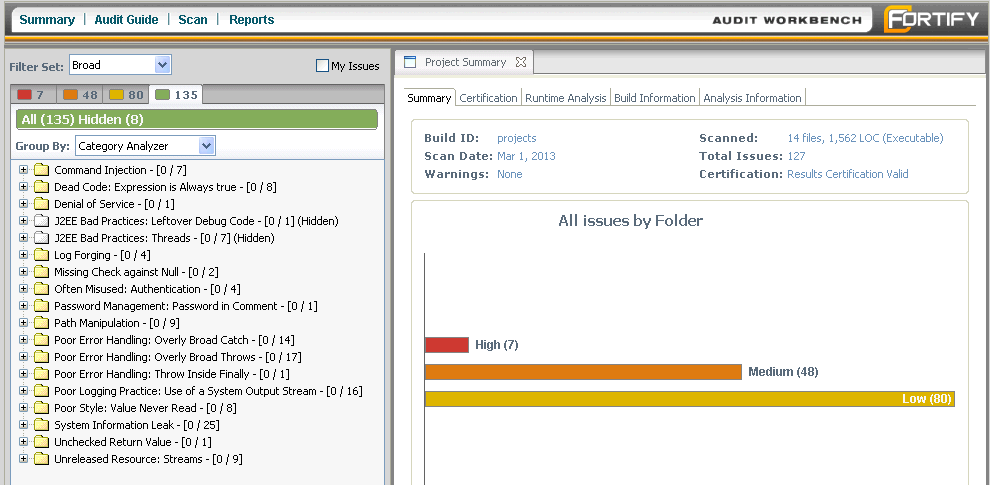 Summary | Audit Guide | Scan | Reports
AUDIT WORKBENCH FORTIFY
Filter Set: Broad My Issues
7 48 80 135
All (135) Hidden (8)
Group By: Category Analyzer
Command Injection - [0 / 7]
Dead Code: Expression is Always true - [0 / 8]
Denial of Service - [0 / 1]
J2EE Bad Practices: Leftover Debug Code - [0 / 1] (Hidden)
J2EE Bad Practices: Threads - [0 / 7] (Hidden)
Log Forging - [0 / 4]
Missing Check against Null - [0 / 2]
Often Misused: Authentication - [0 / 4]
Password Management: Password in Comment - [0 / 1]
Path Manipulation - [0 / 9]
Poor Error Handling: Overly Broad Catch - [0 / 14]
Poor Error Handling: Overly Broad Throws - [0 / 17]
Poor Error Handling: Throw Inside Finally - [0 / 1]
Poor Logging Practice: Use of a System Output Stream - [0 / 16]
Poor Style: Value Never Read - [0 / 8]
System Information Leak - [0 / 25]
Unchecked Return Value - [0 / 1]
Unreleased Resource: Streams - [0 / 9]
Project Summary
Summary Certification Runtime Analysis Build Information Analysis Information
Build ID: projects
Scan Date: Mar 1, 2013
Warnings: None
Scanned: 14 files, 1,562 LOC (Executable)
Total Issues: 127
Certification: Results Certification Valid
All issues by Folder
High (7)
Medium (48)
Low (80)